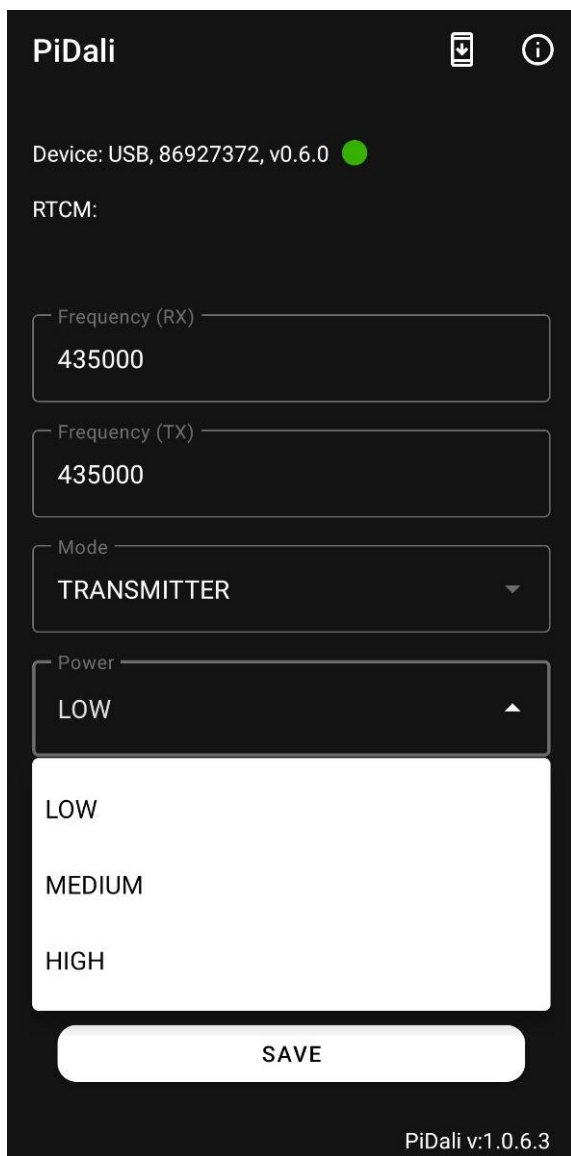 PiDali
Device: USB, 86927372, v0.6.0
RTCM:
Frequency (RX)
435000
Frequency (TX)
435000
Mode
TRANSMITTER
Power
LOW
LOW
MEDIUM
HIGH
SAVE
PiDali v:1.0.6.3